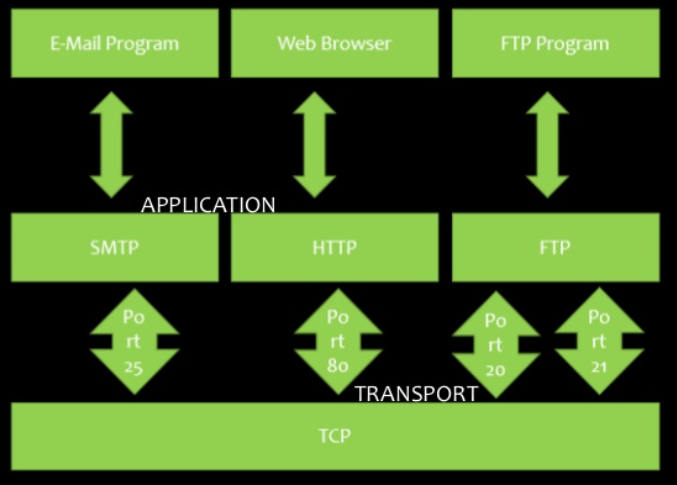 E-Mail Program
Web Browser
FTP Program
APPLICATION
SMTP
HTTP
FTP
Po
rt
25
Po
rt
80
Po
rt
20
Po
rt
21
TRANSPORT
TCP